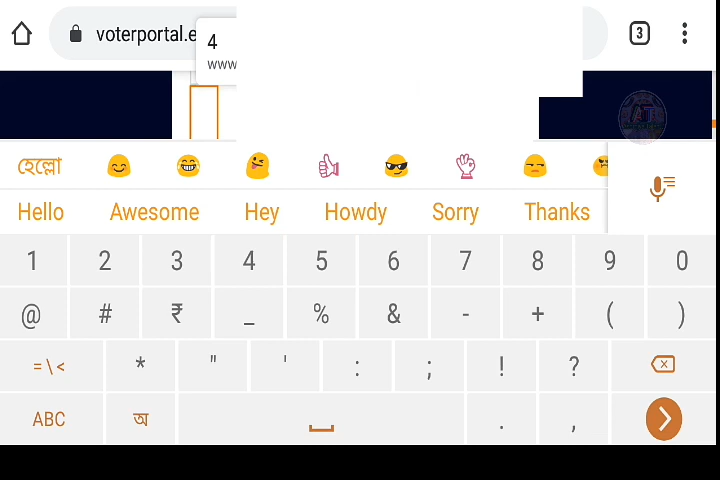 voterportal.e
4
www
3
হেল্লো
Hello Awesome Hey Howdy Sorry Thanks
1 2 3 4 5 6 7 8 9 0
@ # ₹ _ % & - + ( )
=\< * " ' : ; ! ?
ABC অ . ,